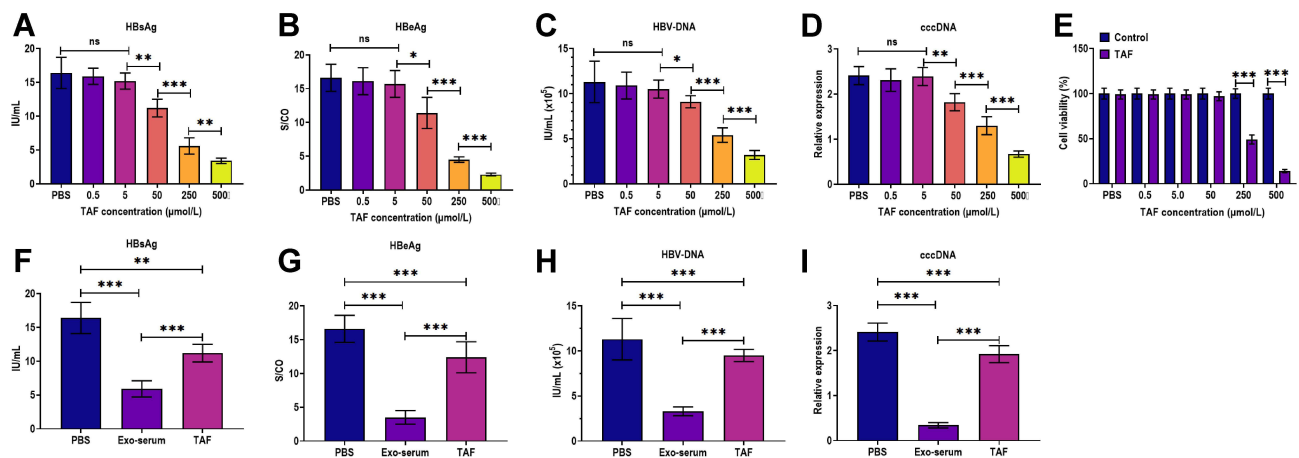 A
HBsAg
ns
**
***
**
IU/mL
20
15
10
5
0
PBS
0.5
5
50
250
500
TAF concentration (μmol/L)
B
HBeAg
ns
*
***
***
S/CO
25
20
15
10
5
0
PBS
0.5
5
50
250
500
TAF concentration (μmol/L)
C
HBV-DNA
ns
*
***
***
IU/mL (x10⁵)
15
10
5
0
PBS
0.5
5
50
250
500
TAF concentration (μmol/L)
D
cccDNA
ns
**
***
***
Relative expression
3
2
1
0
PBS
0.5
5
50
250
500
TAF concentration (μmol/L)
E
Control
TAF
***
***
Cell viability (%)
150
100
50
0
PBS
0.5
5.0
50
250
500
TAF concentration (μmol/L)
F
HBsAg
**
***
***
IU/mL
20
15
10
5
0
PBS
Exo-serum
TAF
G
HBeAg
***
***
***
S/CO
20
15
10
5
0
PBS
Exo-serum
TAF
H
HBV-DNA
***
***
***
IU/mL (x10⁵)
15
10
5
0
PBS
Exo-serum
TAF
I
cccDNA
***
***
***
Relative expression
3
2
1
0
PBS
Exo-serum
TAF